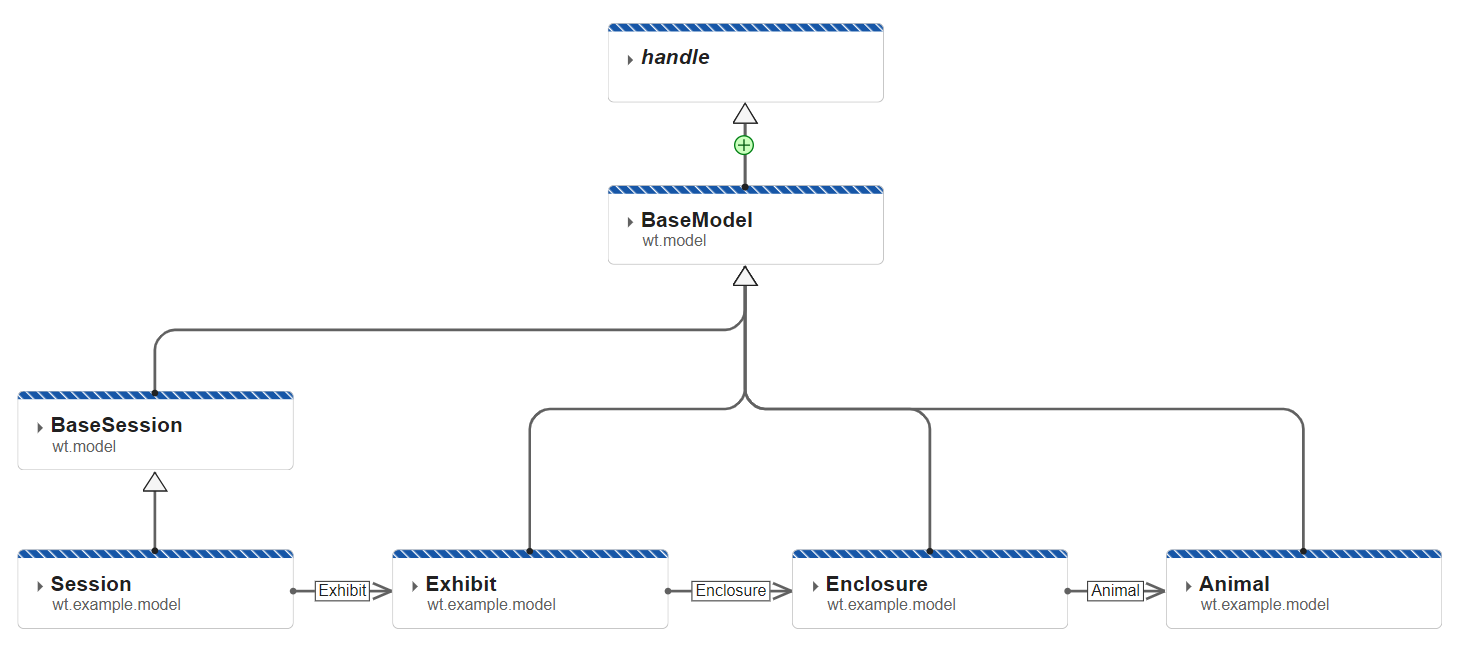 handle
BaseModel
wt.model
BaseSession
wt.model
Session
wt.example.model
Exhibit
Exhibit
wt.example.model
Enclosure
Enclosure
wt.example.model
Animal
Animal
wt.example.model